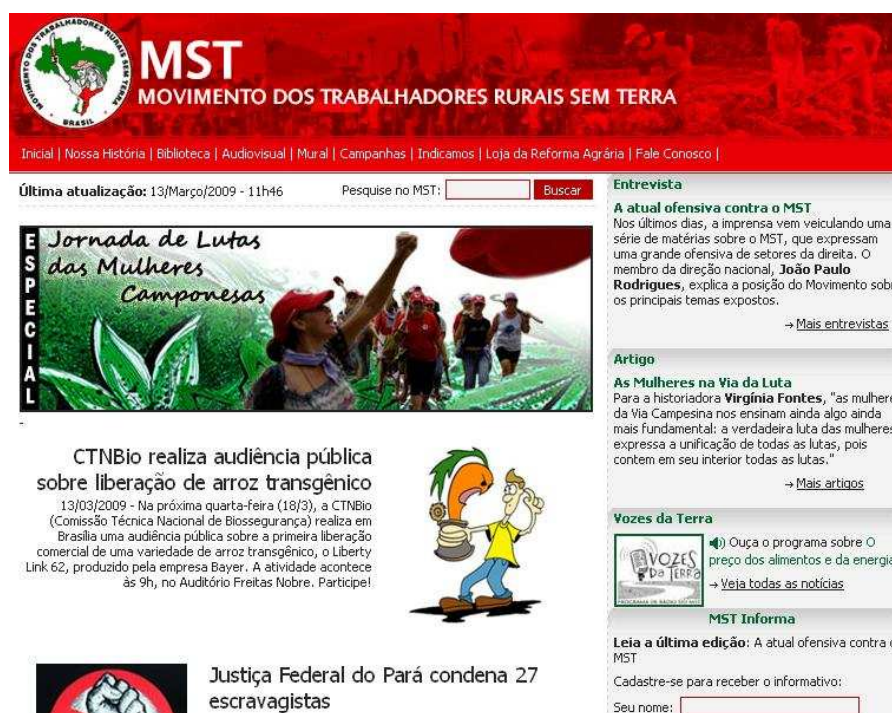 MOVIMENTO DOS TRABALHADORES RURAIS SEM TERRA
BRASIL
MST
MOVIMENTO DOS TRABALHADORES RURAIS SEM TERRA
Inicial | Nossa História | Biblioteca | Audiovisual | Mural | Campanhas | Indicamos | Loja da Reforma Agrária | Fale Conosco |
Última atualização: 13/Março/2009 - 11h46
Pesquise no MST:
Buscar
ESPECIAL
Jornada de Lutas
das Mulheres
Camponesas
-
CTNBio realiza audiência pública
sobre liberação de arroz transgênico
13/03/2009 - Na próxima quarta-feira (18/3), a CTNBio
(Comissão Técnica Nacional de Biossegurança) realiza em
Brasília uma audiência pública sobre a primeira liberação
comercial de uma variedade de arroz transgênico, o Liberty
Link 62, produzido pela empresa Bayer. A atividade acontece
às 9h, no Auditório Freitas Nobre. Participe!
Justiça Federal do Pará condena 27
escravagistas
Entrevista
A atual ofensiva contra o MST
Nos últimos dias, a imprensa vem veiculando uma
série de matérias sobre o MST, que expressam
uma grande ofensiva de setores da direita. O
membro da direção nacional, João Paulo
Rodrigues, explica a posição do Movimento sobr
os principais temas expostos.
→ Mais entrevistas
Artigo
As Mulheres na Via da Luta
Para a historiadora Virgínia Fontes, "as mulhere
da Via Campesina nos ensinam ainda algo ainda
mais fundamental: a verdadeira luta das mulheres
expressa a unificação de todas as lutas, pois
contem em seu interior todas as lutas."
→ Mais artigos
Vozes da Terra
VOZES
DA TERRA
PROGRAMA DE RÁDIO DO MST
Ouça o programa sobre O
preço dos alimentos e da energia
→ Veja todas as notícias
MST Informa
Leia a última edição: A atual ofensiva contra o
MST
Cadastre-se para receber o informativo:
Seu nome: